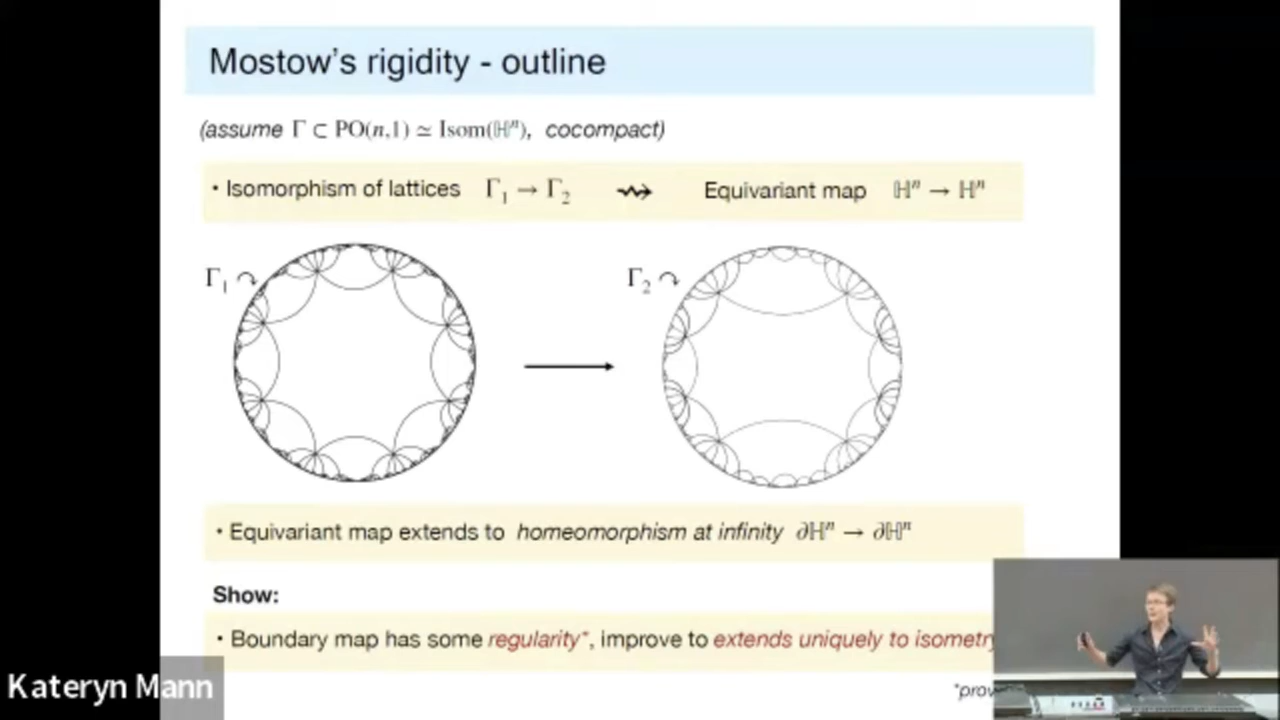 Mostow's rigidity - outline
(assume Γ ⊂ PO(n,1) ≃ Isom(ℍⁿ), cocompact)
• Isomorphism of lattices Γ₁ → Γ₂ ⇝ Equivariant map ℍⁿ → ℍⁿ
Γ₁ ↷
Γ₂ ↷
• Equivariant map extends to homeomorphism at infinity ∂ℍⁿ → ∂ℍⁿ
Show:
• Boundary map has some regularity*, improve to extends uniquely to isometry
Kateryn Mann